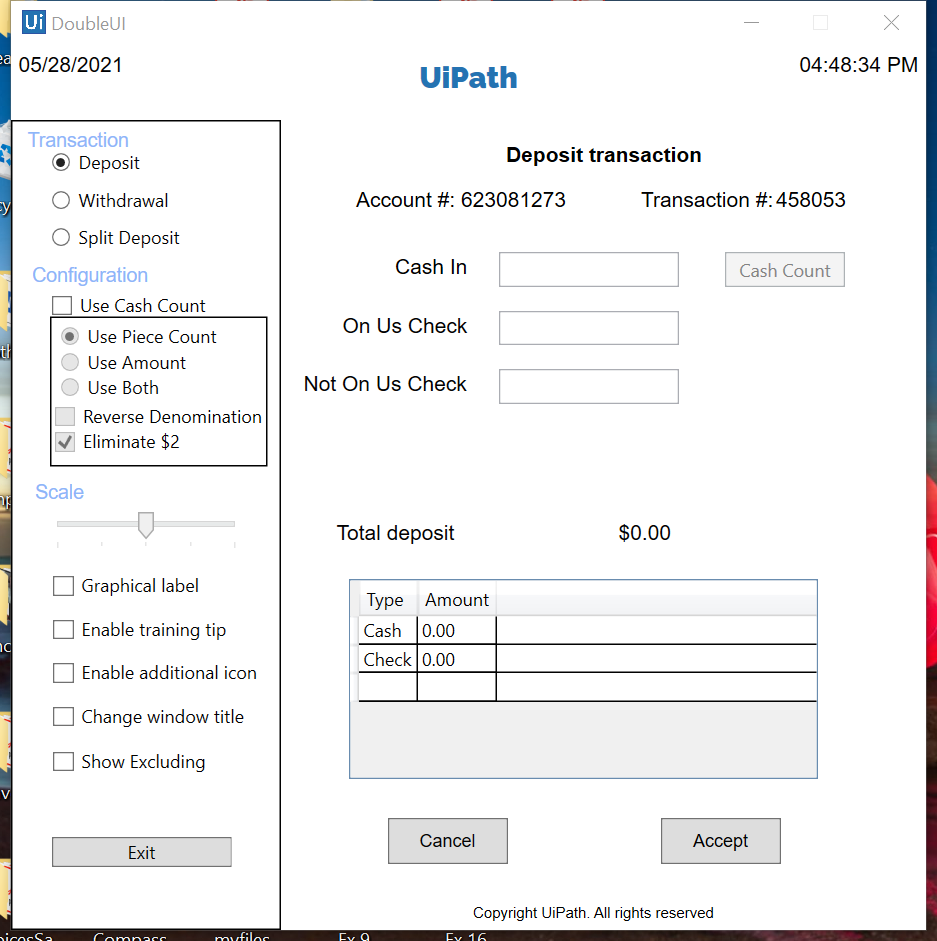 Ui DoubleUI
05/28/2021
UiPath
04:48:34 PM
Transaction
Deposit
Withdrawal
Split Deposit
Configuration
Use Cash Count
Use Piece Count
Use Amount
Use Both
Reverse Denomination
Eliminate $2
Scale
Graphical label
Enable training tip
Enable additional icon
Change window title
Show Excluding
Exit
Deposit transaction
Account #: 623081273 Transaction #: 458053
Cash In Cash Count
On Us Check
Not On Us Check
Total deposit $0.00
Type Amount
Cash 0.00
Check 0.00
Cancel Accept
Copyright UiPath. All rights reserved
Compass myfiles Ex 9 Ex 16